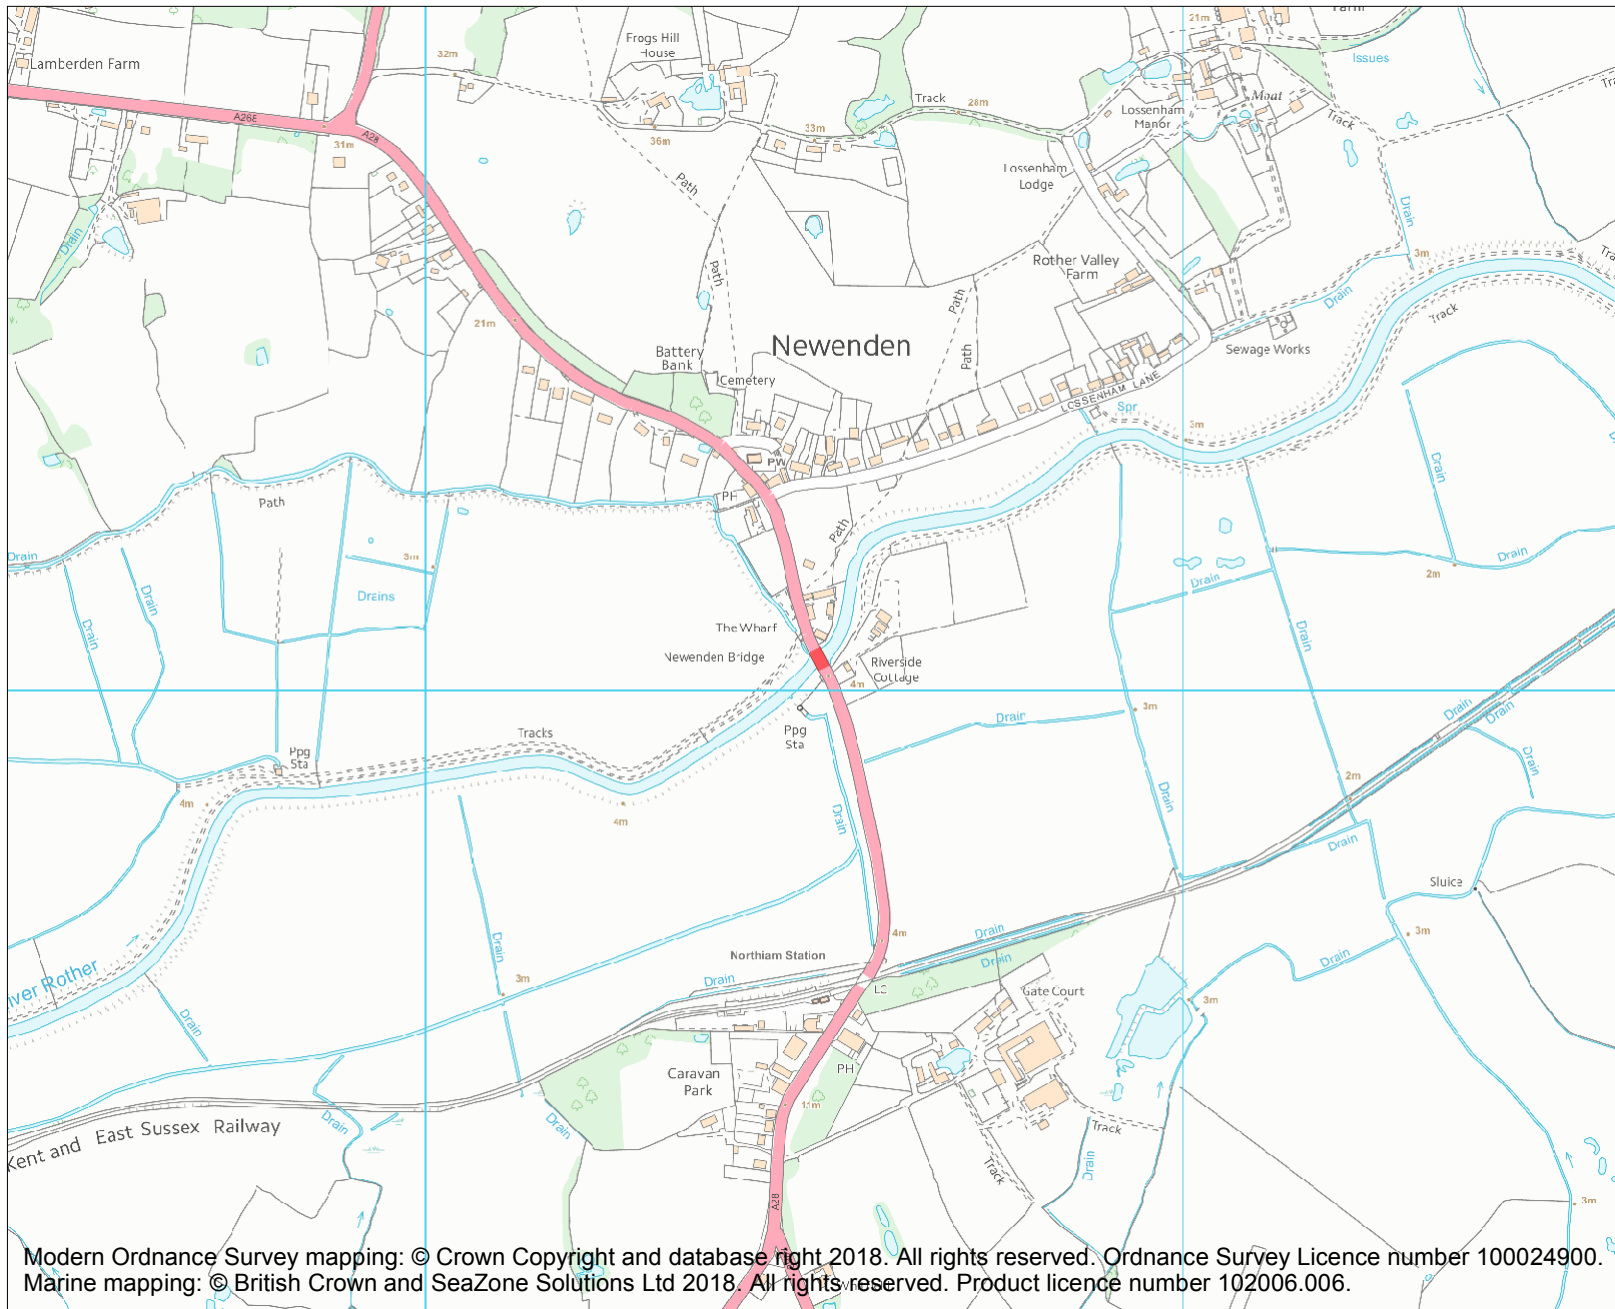 Farm
21m
Frogs Hill
House
32m
Lamberden Farm
Issues
Track
28m
Moat
Lossenham
Manor
Track
A268
A28
31m
33m
36m
Path
Lossenham
Lodge
Drain
Drain
Path
Rother Valley
Farm
3m
Path
Drain
Track
21m
Newenden
Battery
Bank
Path
Sewage Works
Cemetery
LOSSENHAM LANE
Spr
3m
PW
Drain
PH
Path
Path
Drain
3m
Drain
Drain
2m
Drain
Drains
Drain
The Wharf
Drain
Newenden Bridge
Riverside
Cottage
4m
3m
Drain
Drain
Drain
Tracks
Ppg
Sta
Ppg
Sta
Drain
2m
4m
Drain
Drain
4m
Drain
Sluice
4m
Drain
3m
Drain
Northiam Station
Drain
Drain
iver Rother
3m
Drain
LC
Gate Court
3m
Drain
Caravan
Park
PH
11m
Kent and East Sussex Railway
Drain
Drain
Track
Drain
Track
3m
A28
Modern Ordnance Survey mapping: © Crown Copyright and database right 2018. All rights reserved. Ordnance Survey Licence number 100024900.
Marine mapping: © British Crown and SeaZone Solutions Ltd 2018. All rights reserved. Product licence number 102006.006.